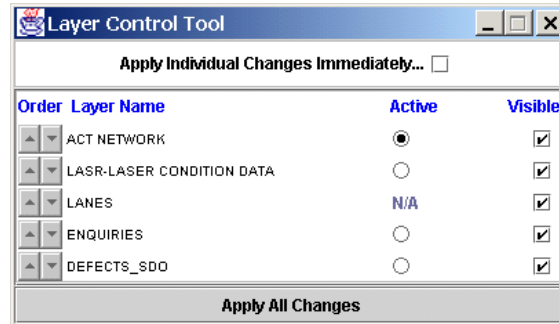 Layer Control Tool
Apply Individual Changes Immediately...
Order Layer Name Active Visible
ACT NETWORK
LASR-LASER CONDITION DATA
LANES N/A
ENQUIRIES
DEFECTS_SDO
Apply All Changes